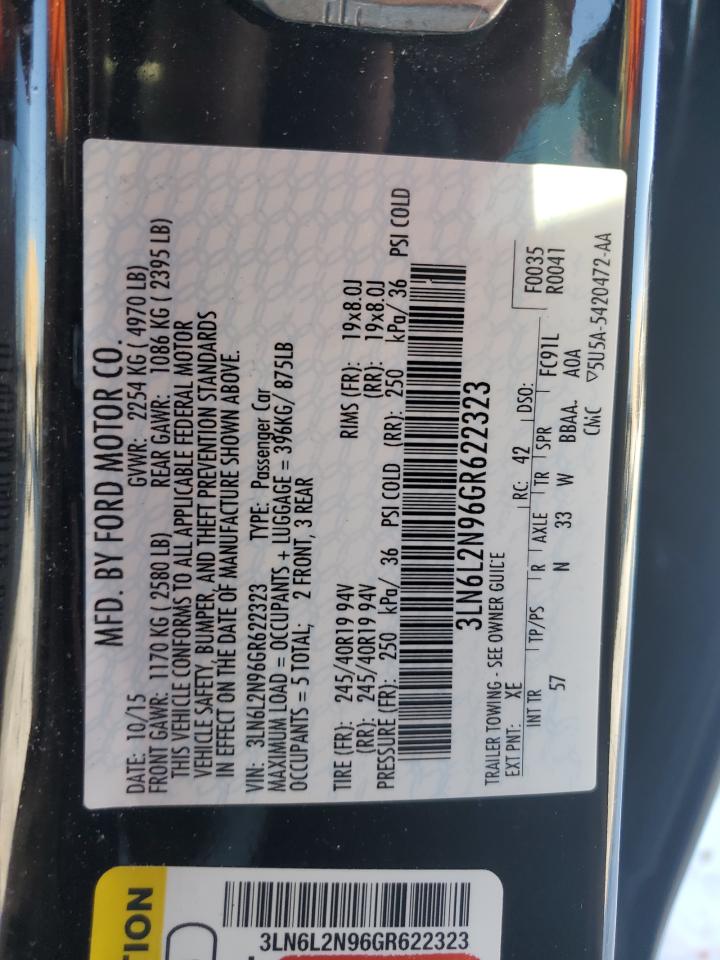 MFD. BY FORD MOTOR CO.
DATE: 10/15 GVWR: 2254 KG ( 4970 LB)
FRONT GAWR: 1170 KG ( 2580 LB) REAR GAWR: 1086 KG ( 2395 LB)
THIS VEHICLE CONFORMS TO ALL APPLICABLE FEDERAL MOTOR
VEHICLE SAFETY, BUMPER, AND THEFT PREVENTION STANDARDS
IN EFFECT ON THE DATE OF MANUFACTURE SHOWN ABOVE.
VIN: 3LN6L2N96GR622323 TYPE: Passenger Car
MAXIMUM LOAD = OCCUPANTS + LUGGAGE = 396KG/ 875LB
OCCUPANTS = 5 TOTAL; 2 FRONT, 3 REAR
TIRE (FR): 245/40R19 94V RIMS (FR): 19x8.0J
(RR): 245/40R19 94V (RR): 19x8.0J
PRESSURE (FR): 250 kPa/ 36 PSI COLD (RR): 250 kPa/ 36 PSI COLD
3LN6L2N96GR622323
TRAILER TOWING - SEE OWNER GUIDE
EXT PNT: XE RC: 42 DSO: F0035
R0041
INT TR TP/PS R AXLE TR SPR FC91L
57 N 33 W BBAA. A0A
CMC ▽5U5A-5420472-AA
TION
3LN6L2N96GR622323